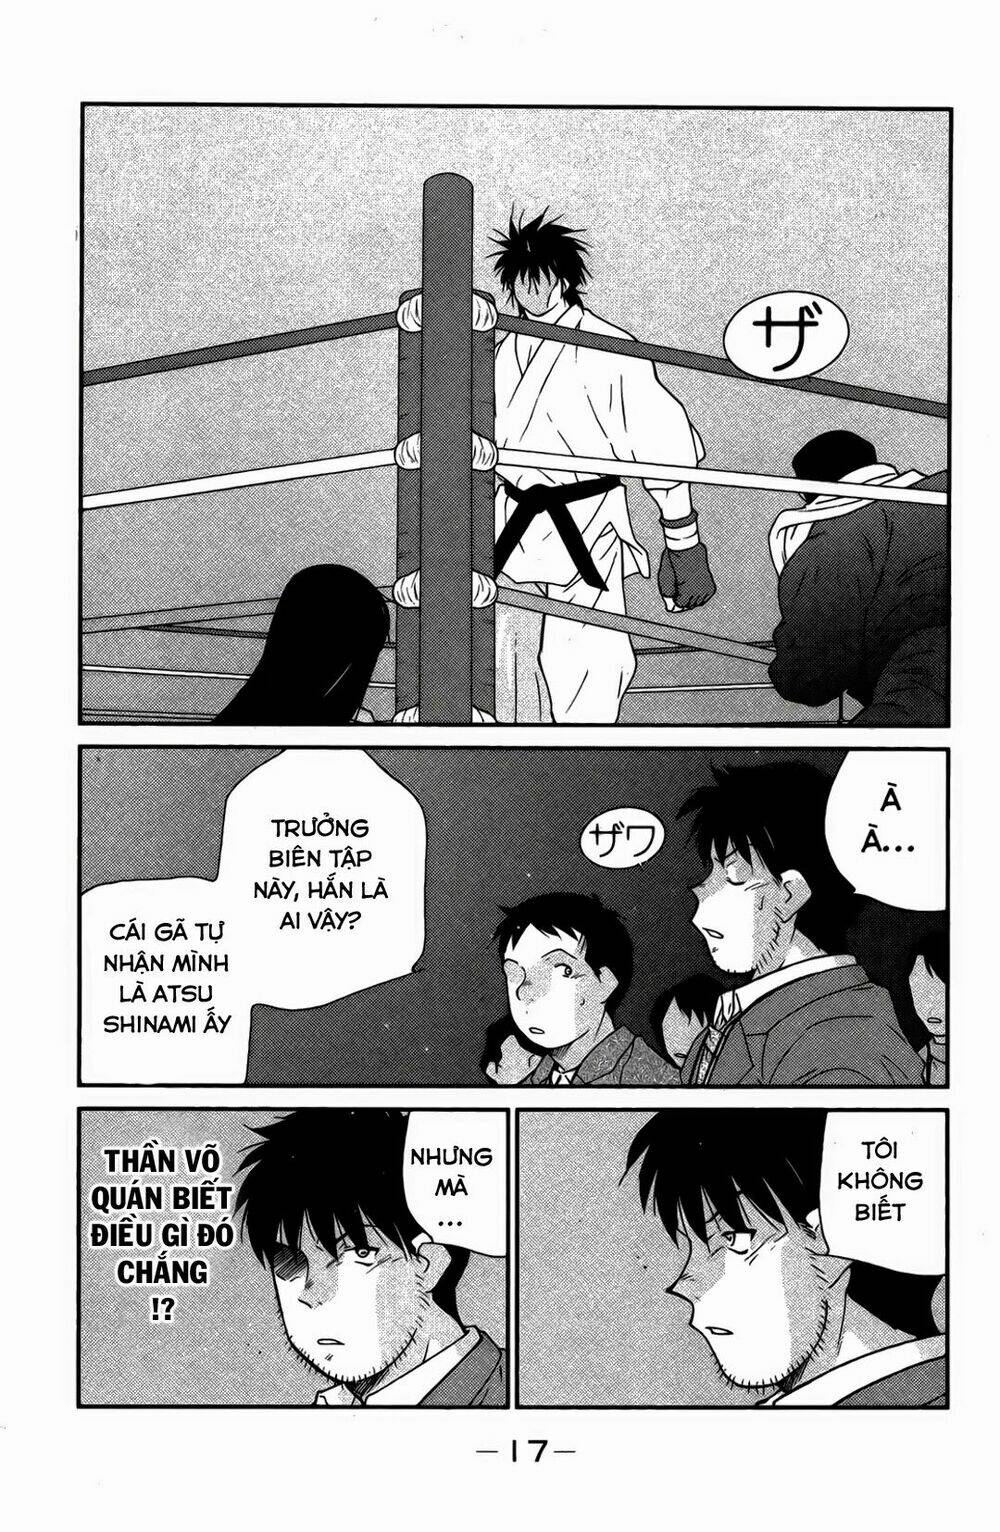 ザ
À
À...
ザワ
TRƯỞNG
BIÊN TẬP
NÀY, HẮN LÀ
AI VẬY?
CÁI GÃ TỰ
NHẬN MÌNH
LÀ ATSU
SHINAMI ẤY
TÔI
KHÔNG
BIẾT
NHƯNG
MÀ
...
THẦN VÕ
QUÁN BIẾT
ĐIỀU GÌ ĐÓ
CHĂNG
!?
-17-